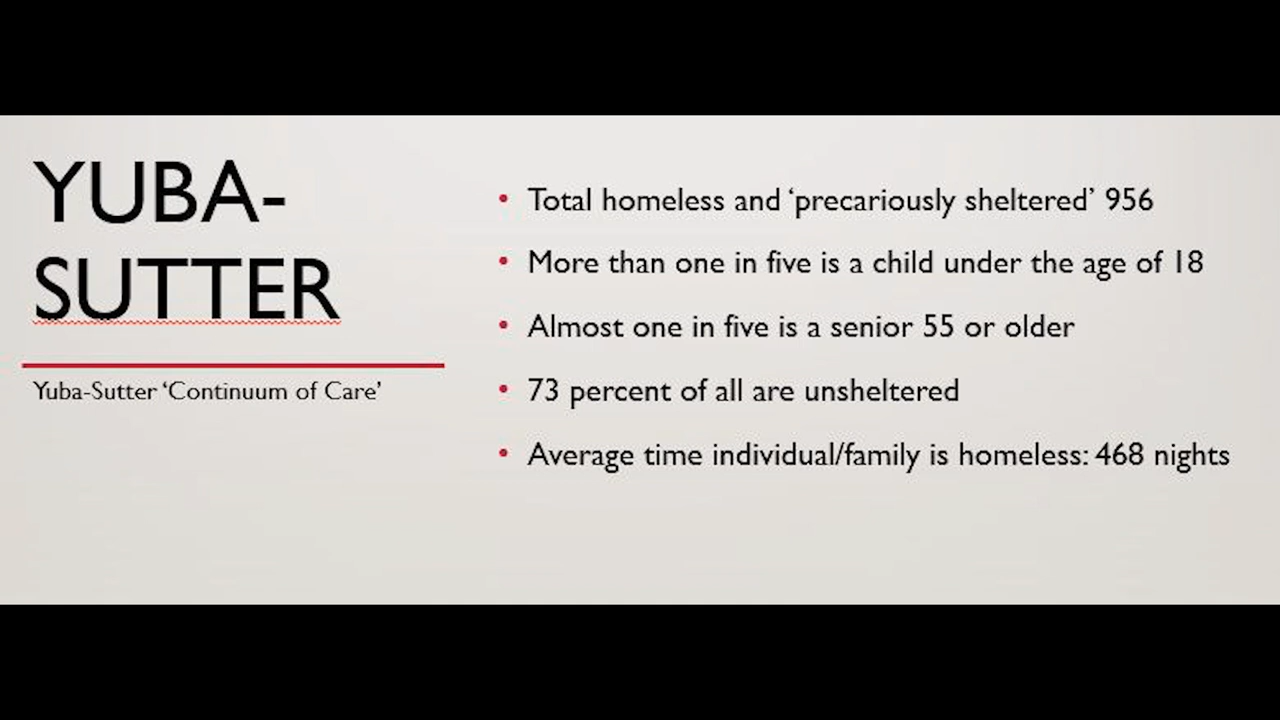 YUBA-
SUTTER
Yuba-Sutter ‘Continuum of Care’
• Total homeless and ‘precariously sheltered’ 956
• More than one in five is a child under the age of 18
• Almost one in five is a senior 55 or older
• 73 percent of all are unsheltered
• Average time individual/family is homeless: 468 nights